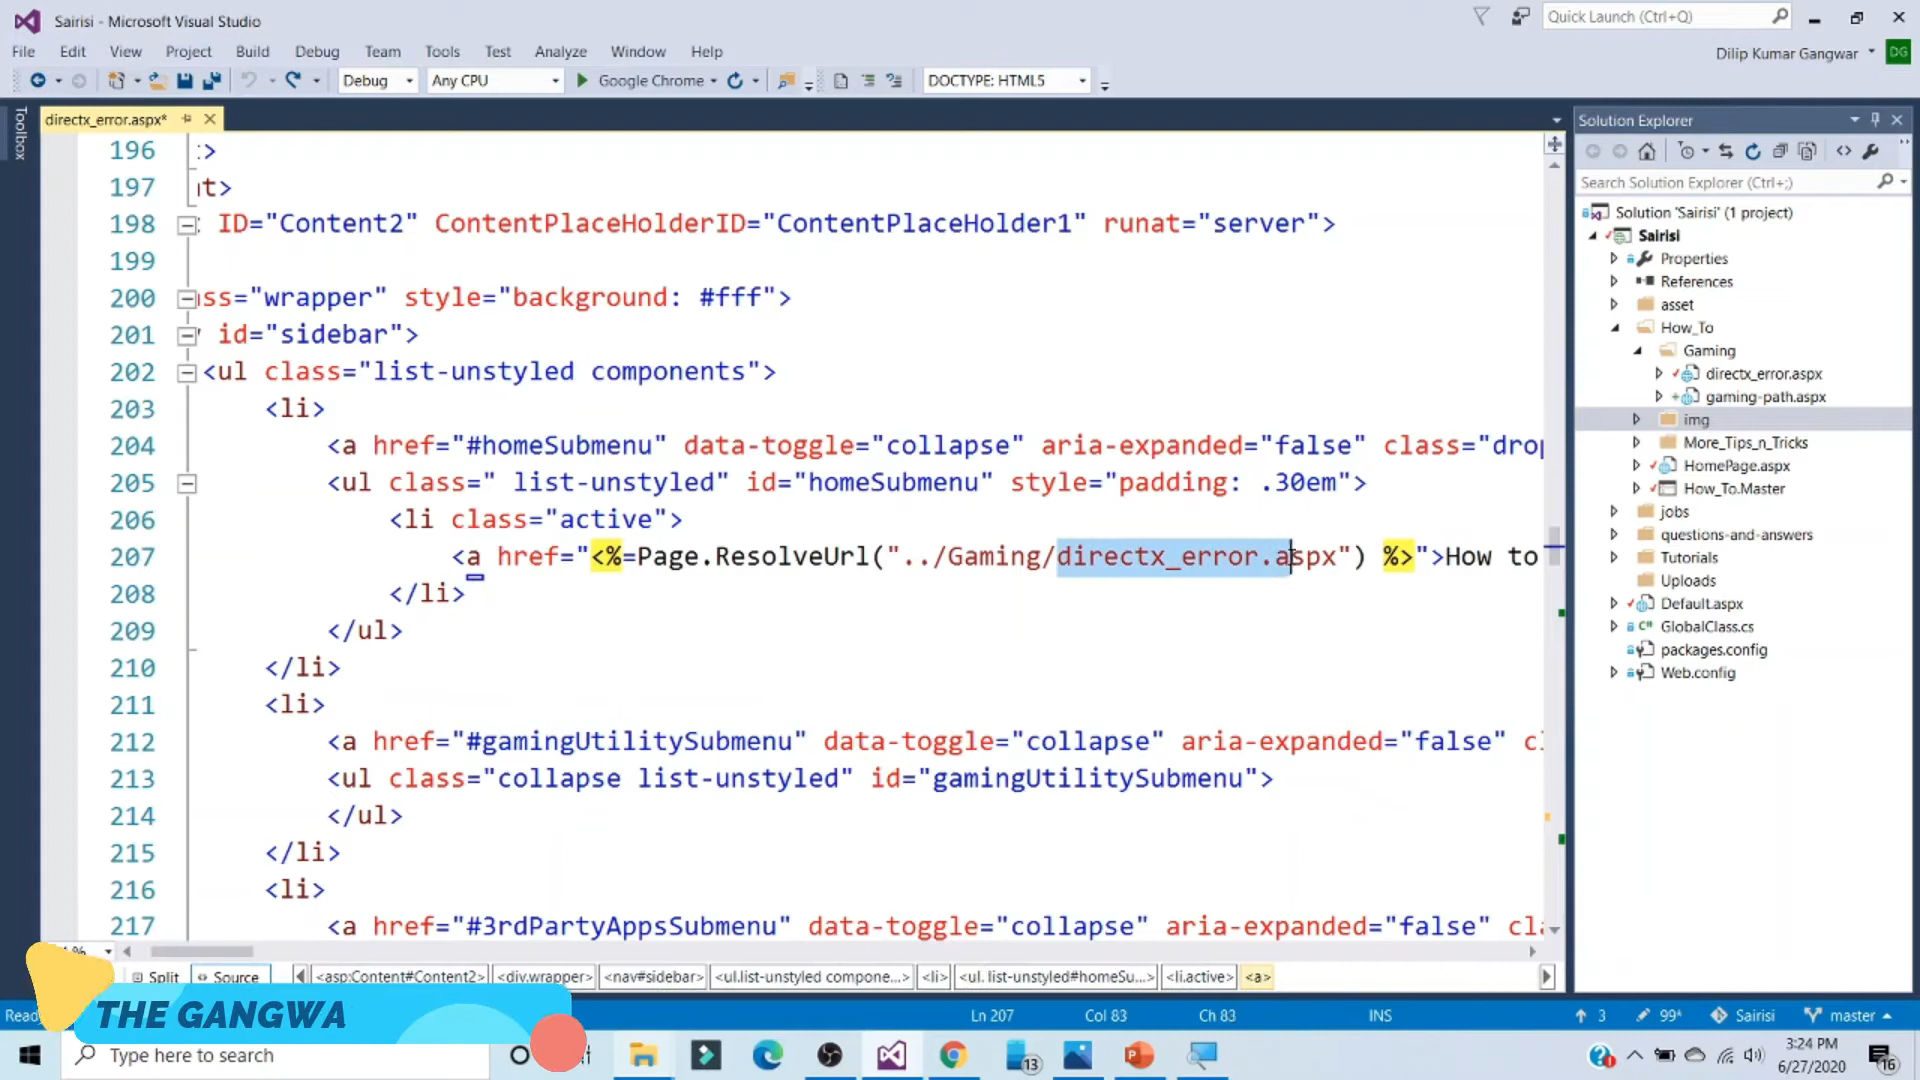 Sairisi - Microsoft Visual Studio
Quick Launch (Ctrl+Q)
File Edit View Project Build Debug Team Tools Test Analyze Window Help
Dilip Kumar Gangwar DG
Debug Any CPU Google Chrome DOCTYPE: HTML5
Toolbox
directx_error.aspx*
196 :>
197 ıt>
198 : ID="Content2" ContentPlaceHolderID="ContentPlaceHolder1" runat="server">
199
200 ss="wrapper" style="background: #fff">
201 id="sidebar">
202 <ul class="list-unstyled components">
203 <li>
204 <a href="#homeSubmenu" data-toggle="collapse" aria-expanded="false" class="drop
205 <ul class=" list-unstyled" id="homeSubmenu" style="padding: .30em">
206 <li class="active">
207 <a href="<%=Page.ResolveUrl("../Gaming/directx_error.aspx") %>">How to
208 </li>
209 </ul>
210 </li>
211 <li>
212 <a href="#gamingUtilitySubmenu" data-toggle="collapse" aria-expanded="false" cl
213 <ul class="collapse list-unstyled" id="gamingUtilitySubmenu">
214 </ul>
215 </li>
216 <li>
217 <a href="#3rdPartyAppsSubmenu" data-toggle="collapse" aria-expanded="false" cla
Solution Explorer
Search Solution Explorer (Ctrl+;)
Solution 'Sairisi' (1 project)
Sairisi
Properties
References
asset
How_To
Gaming
directx_error.aspx
gaming-path.aspx
img
More_Tips_n_Tricks
HomePage.aspx
How_To.Master
jobs
questions-and-answers
Tutorials
Uploads
Default.aspx
GlobalClass.cs
packages.config
Web.config
Split Source <asp:Content#Content2> <div.wrapper> <nav#sidebar> <ul.list-unstyled compone...> <li> <ul. list-unstyled#homeSu...> <li.active> <a>
Ready Ln 207 Col 83 Ch 83 INS 3 99* Sairisi master
THE GANGWA
Type here to search
13
3:24 PM
6/27/2020
16